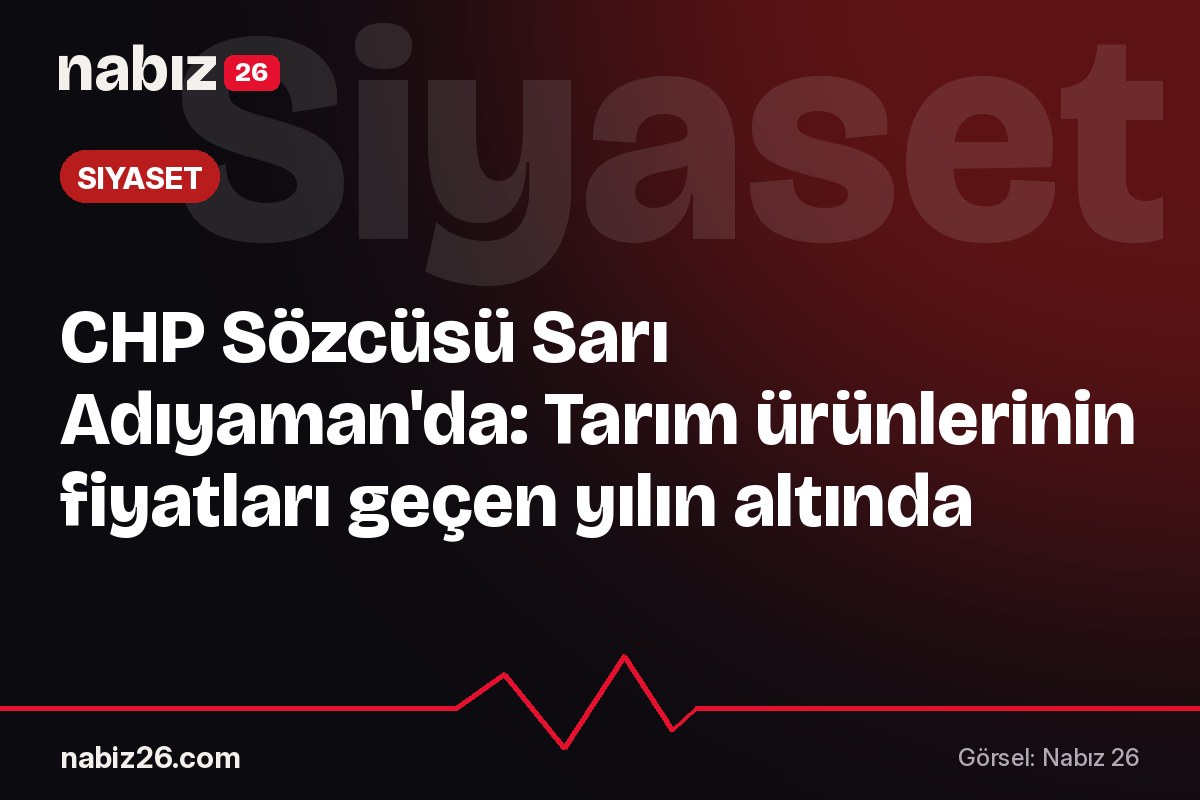 nabız 26
Siyaset
SIYASET
CHP Sözcüsü Sarı
Adıyaman'da: Tarım ürünlerinin
fiyatları geçen yılın altında
nabiz26.com
Görsel: Nabız 26